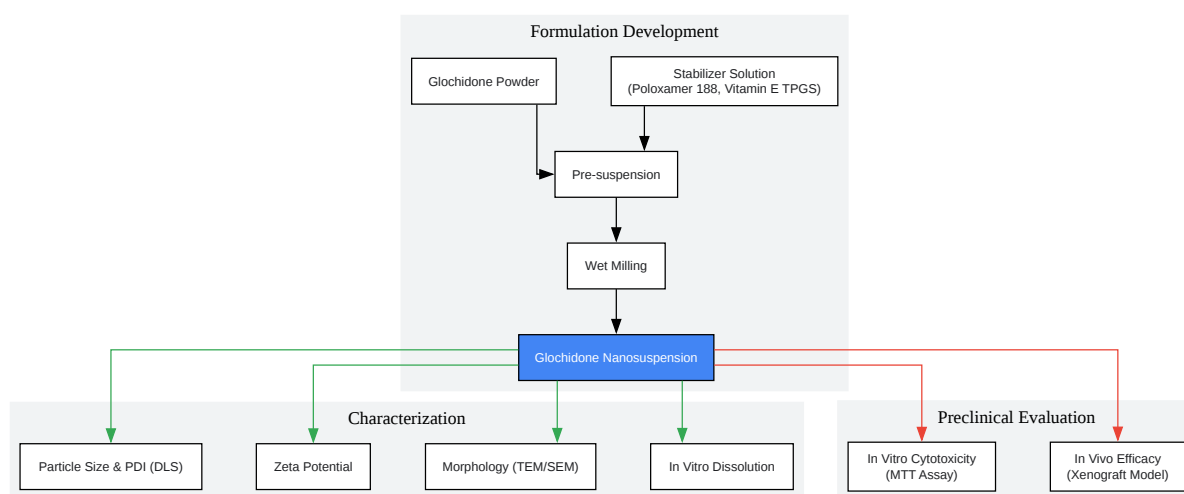 Formulation Development
Glochidone Powder
Stabilizer Solution
(Poloxamer 188, Vitamin E TPGS)
Pre-suspension
Wet Milling
Glochidone Nanosuspension
Characterization
Particle Size & PDI (DLS)
Zeta Potential
Morphology (TEM/SEM)
In Vitro Dissolution
Preclinical Evaluation
In Vitro Cytotoxicity
(MTT Assay)
In Vivo Efficacy
(Xenograft Model)